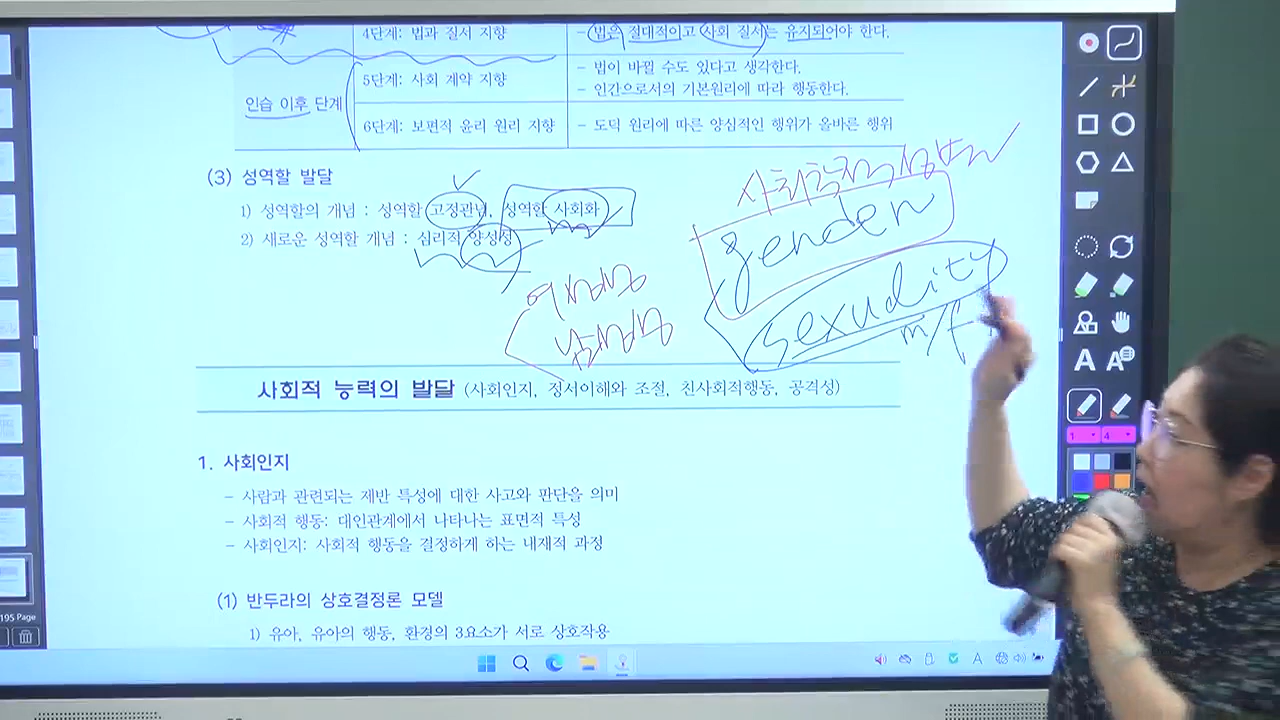 4단계: 법과 질서 지향
- 법은 절대적이고 사회 질서는 유지되어야 한다.
인습 이후 단계
5단계: 사회 계약 지향
- 법이 바뀔 수도 있다고 생각한다.
- 인간으로서의 기본원리에 따라 행동한다.
6단계: 보편적 윤리 원리 지향
- 도덕 원리에 따른 양심적인 행위가 올바른 행위
(3) 성역할 발달
1) 성역할의 개념 : 성역할 고정관념, 성역할 사회화
2) 새로운 성역할 개념 : 심리적 양성성
gender
sexudity
m/f
여성성
남성성
사회적 능력의 발달 (사회인지, 정서이해와 조절, 친사회적행동, 공격성)
1. 사회인지
- 사람과 관련되는 제반 특성에 대한 사고와 판단을 의미
- 사회적 행동: 대인관계에서 나타나는 표면적 특성
- 사회인지: 사회적 행동을 결정하게 하는 내재적 과정
(1) 반두라의 상호결정론 모델
1) 유아, 유아의 행동, 환경의 3요소가 서로 상호작용
195 Page
A
A
1
4
A